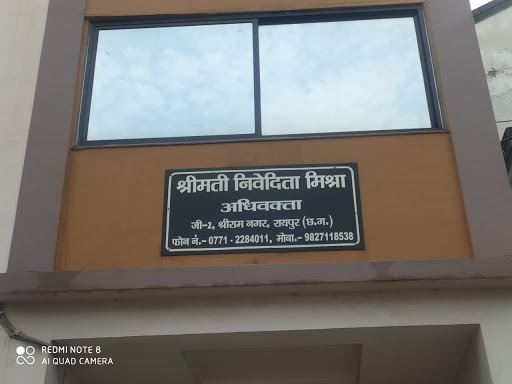 श्रीमती निवेदिता मिश्रा
अधिवक्ता
जी-2, श्रीराम नगर, रायपुर (छ.ग.)
फोन नं.- 0771 - 2284011, मोबा.- 9827118538
REDMI NOTE 8
AI QUAD CAMERA